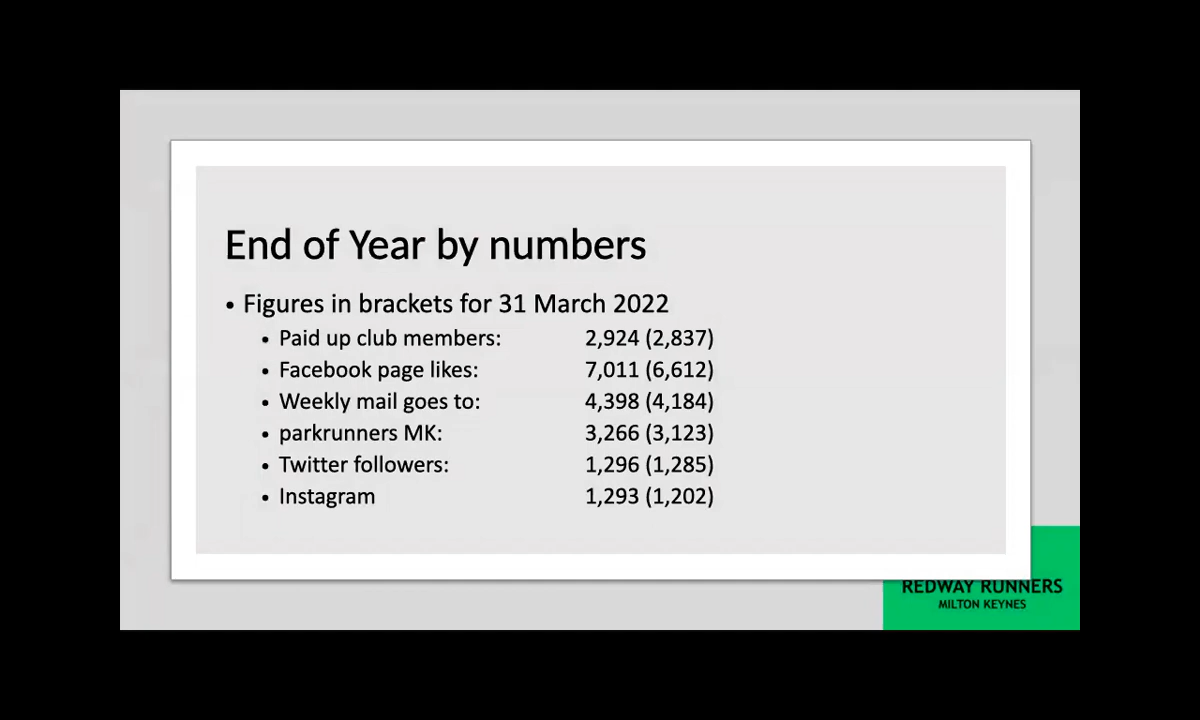 End of Year by numbers
• Figures in brackets for 31 March 2022
• Paid up club members: 2,924 (2,837)
• Facebook page likes: 7,011 (6,612)
• Weekly mail goes to: 4,398 (4,184)
• parkrunners MK: 3,266 (3,123)
• Twitter followers: 1,296 (1,285)
• Instagram 1,293 (1,202)
REDWAY RUNNERS
MILTON KEYNES